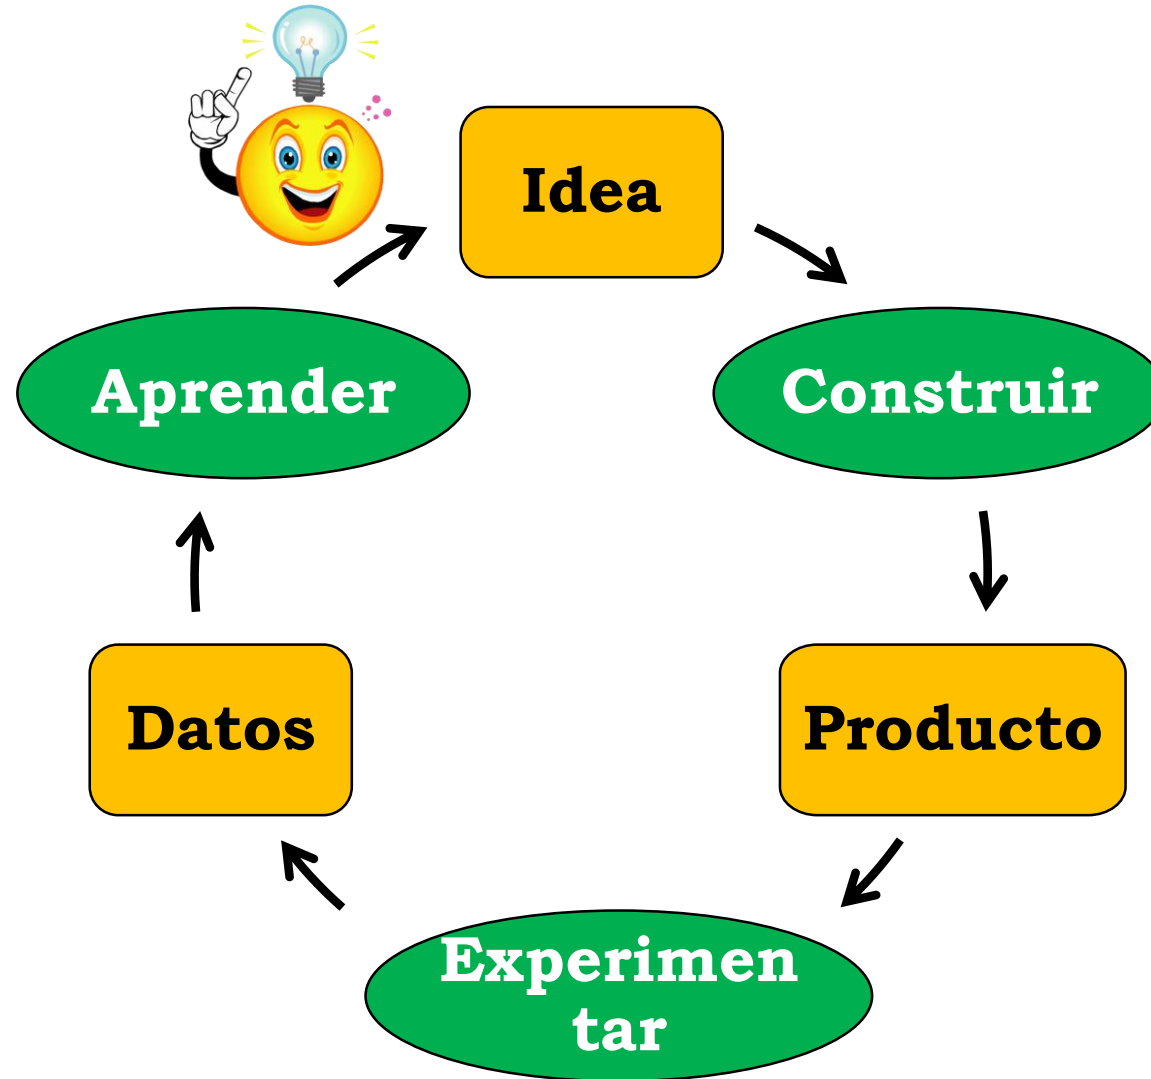 Idea
Aprender
Construir
Datos
Producto
Experimen
tar